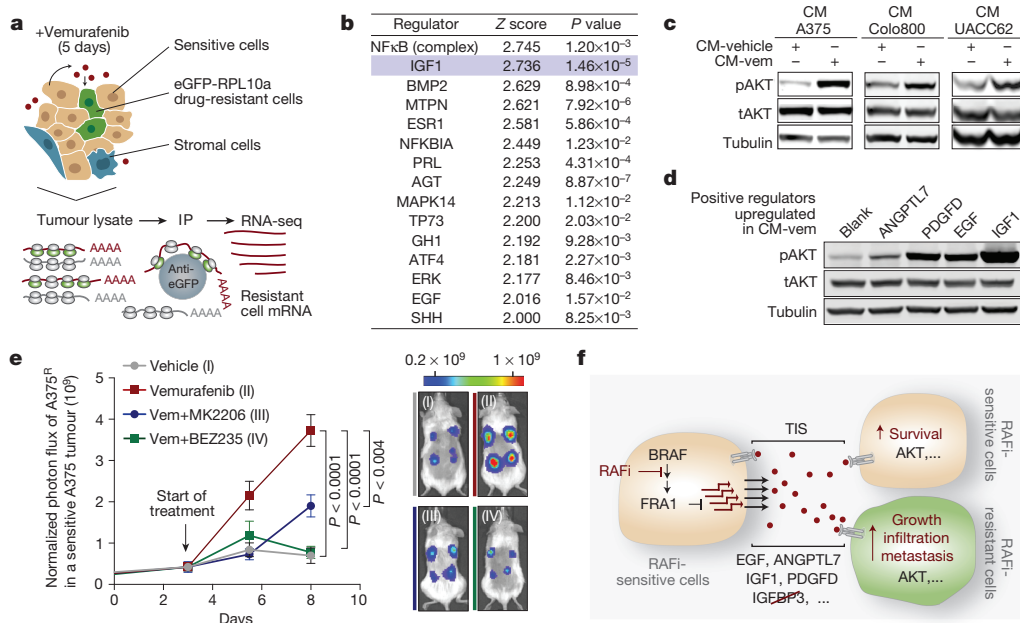 a
+Vemurafenib
(5 days)
Sensitive cells
eGFP-RPL10a
drug-resistant cells
Stromal cells
Tumour lysate
IP
RNA-seq
AAAA
AAAA
AAAA
AAAA
Anti-
eGFP
AAAA
AAAA
Resistant
cell mRNA
b
Regulator Z score P value
NFκB (complex) 2.745 1.20×10⁻³
IGF1 2.736 1.46×10⁻⁵
BMP2 2.629 8.98×10⁻⁴
MTPN 2.621 7.92×10⁻⁶
ESR1 2.581 5.86×10⁻⁴
NFKBIA 2.449 1.23×10⁻²
PRL 2.253 4.31×10⁻⁴
AGT 2.249 8.87×10⁻⁷
MAPK14 2.213 1.12×10⁻²
TP73 2.200 2.03×10⁻²
GH1 2.192 9.28×10⁻³
ATF4 2.181 2.27×10⁻³
ERK 2.177 8.46×10⁻³
EGF 2.016 1.57×10⁻²
SHH 2.000 8.25×10⁻³
c
CM
A375
CM
Colo800
CM
UACC62
CM-vehicle + + +
CM-vem + + +
pAKT
tAKT
Tubulin
d
Positive regulators
upregulated
in CM-vem
Blank
ANGPTL7
PDGFD
EGF
IGF1
pAKT
tAKT
Tubulin
e
Normalized photon flux of A375ᴿ
in a sensitive A375 tumour (10⁹)
5
4
3
2
1
0
0 2 4 6 8 10
Days
Vehicle (I)
Vemurafenib (II)
Vem+MK2206 (III)
Vem+BEZ235 (IV)
Start of
treatment
P < 0.0001
P < 0.0001
P < 0.004
0.2 × 10⁹ 1 × 10⁹
(I)
(II)
(III)
(IV)
f
RAFi
BRAF
FRA1
RAFi-
sensitive cells
TIS
EGF, ANGPTL7
IGF1, PDGFD
IGFBP3, ...
Survival
AKT,...
RAFi-
sensitive cells
Growth
infiltration
metastasis
AKT,...
RAFi-
resistant cells